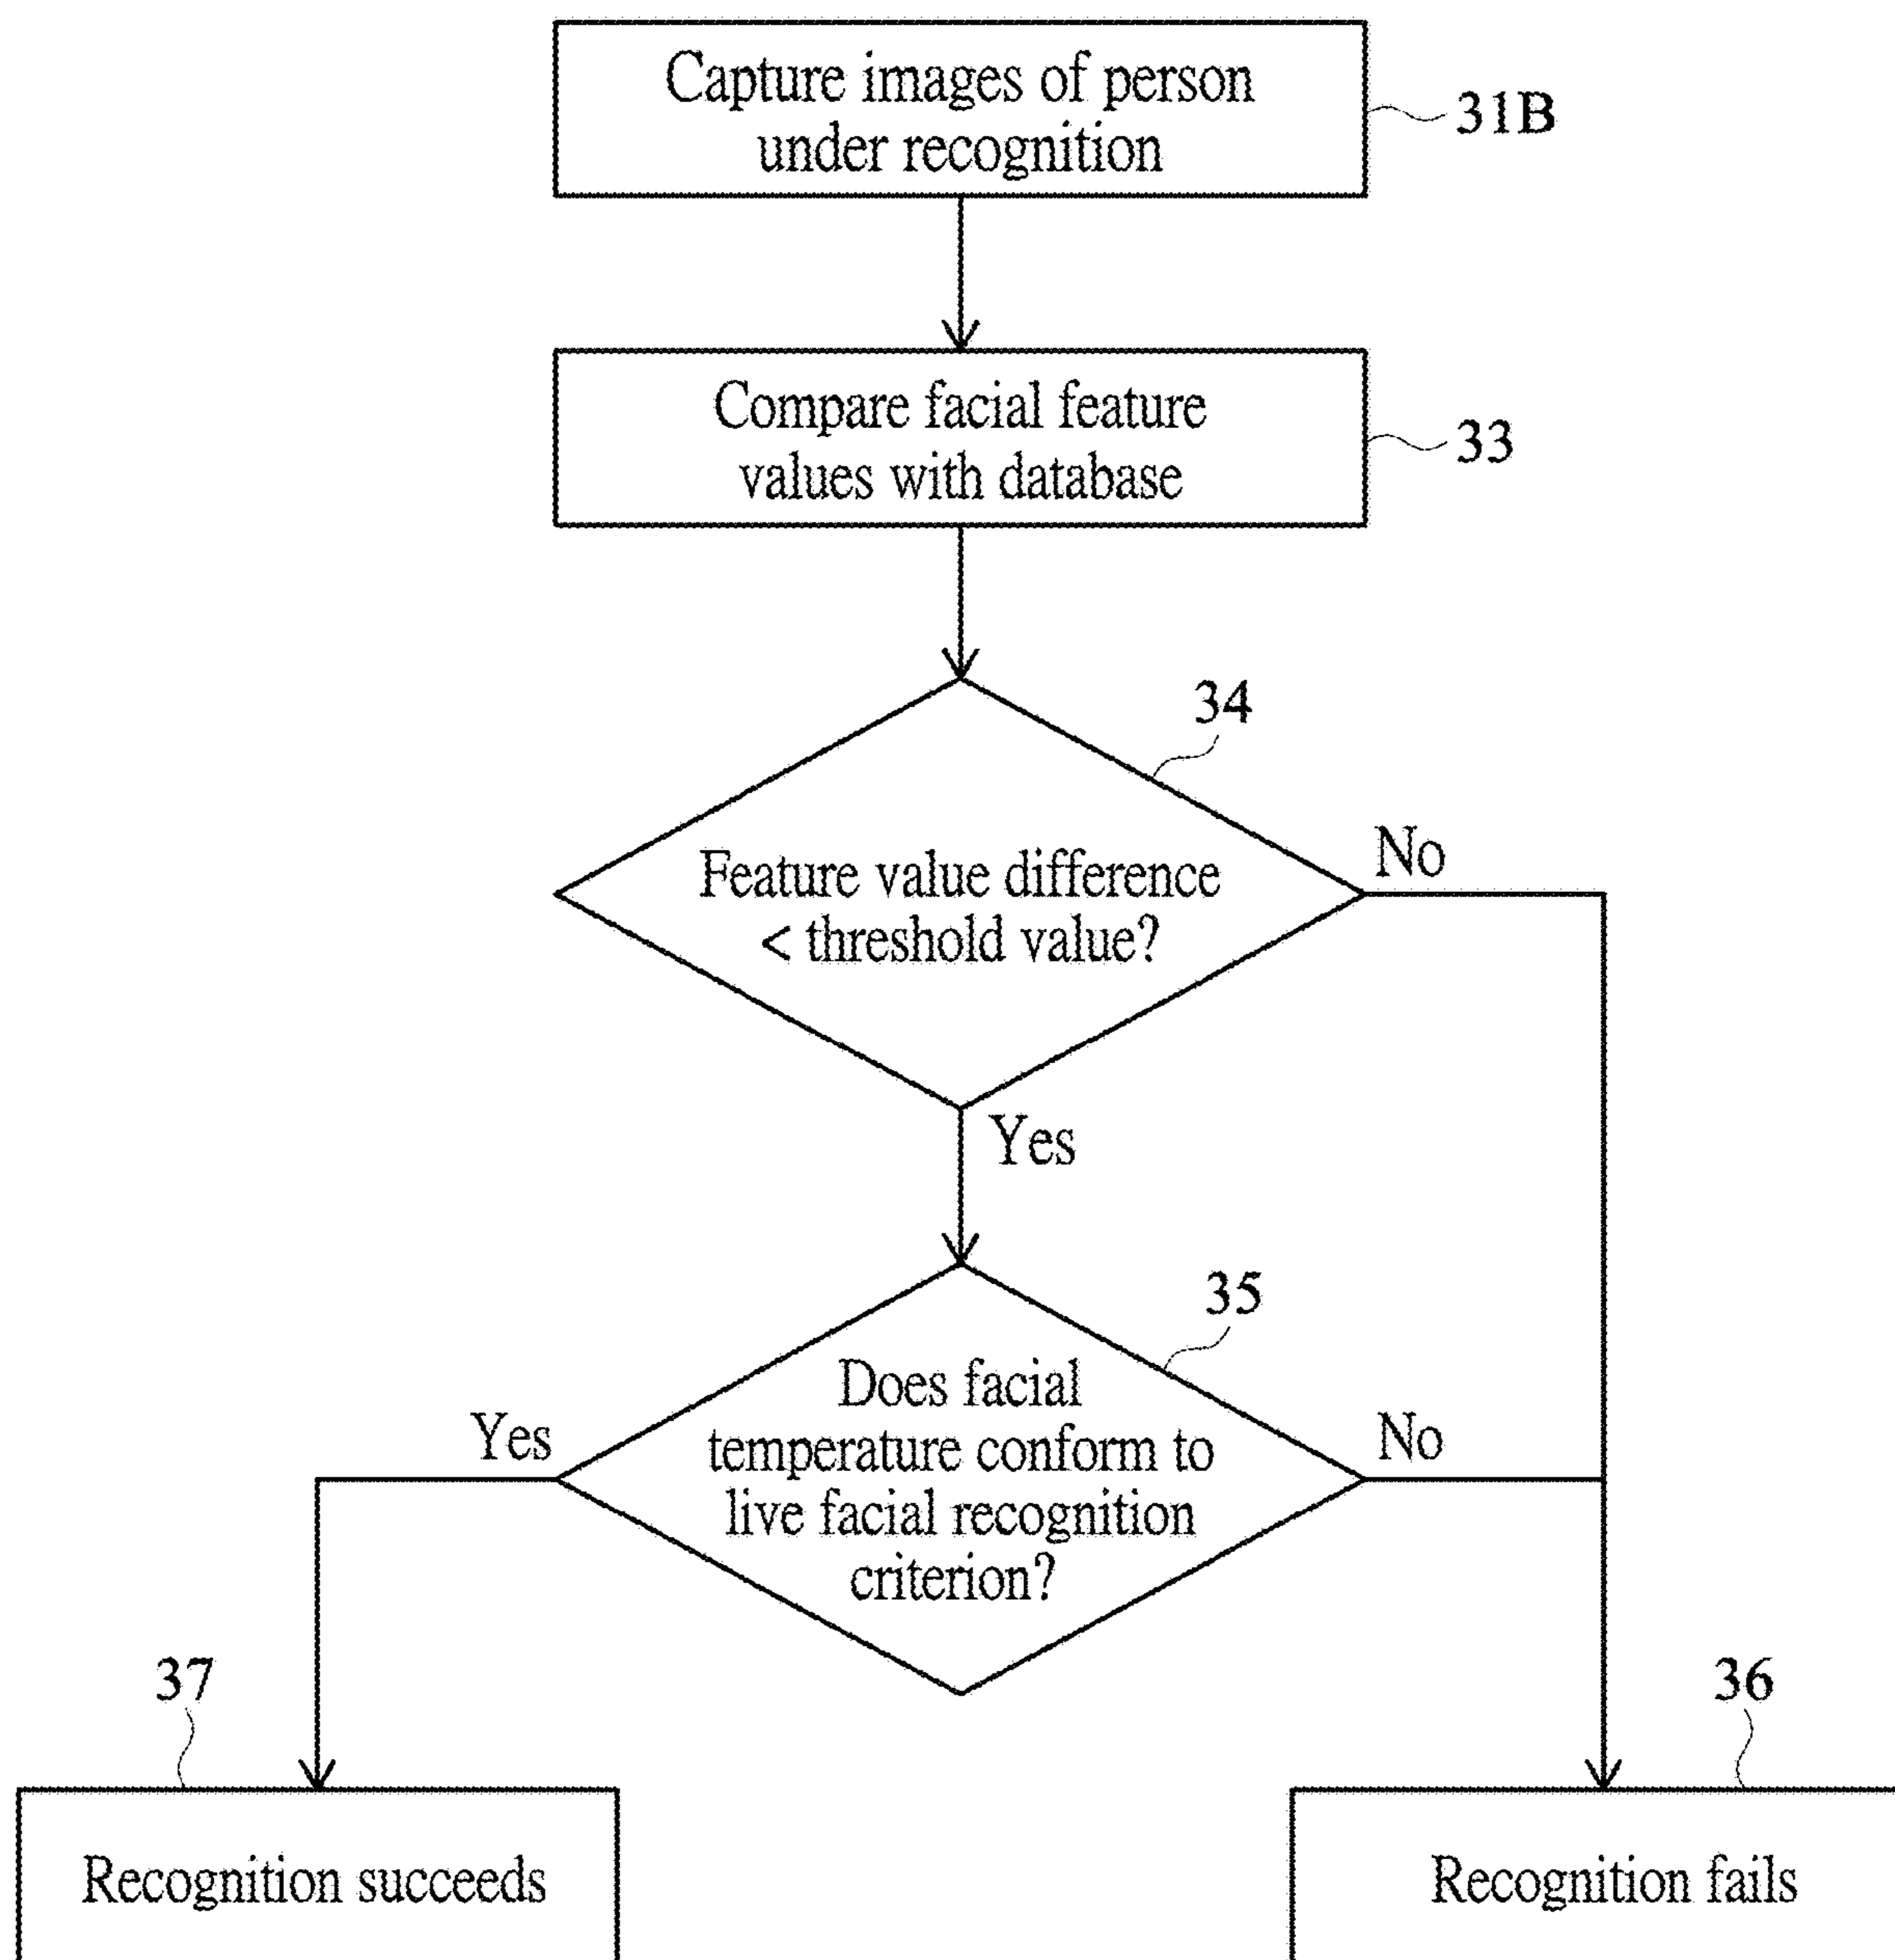 Capture images of person
under recognition
31B
Compare facial feature
values with database
33
34
Feature value difference
< threshold value?
No
Yes
35
Does facial
temperature conform to
live facial recognition
criterion?
Yes
No
37
36
Recognition succeeds
Recognition fails